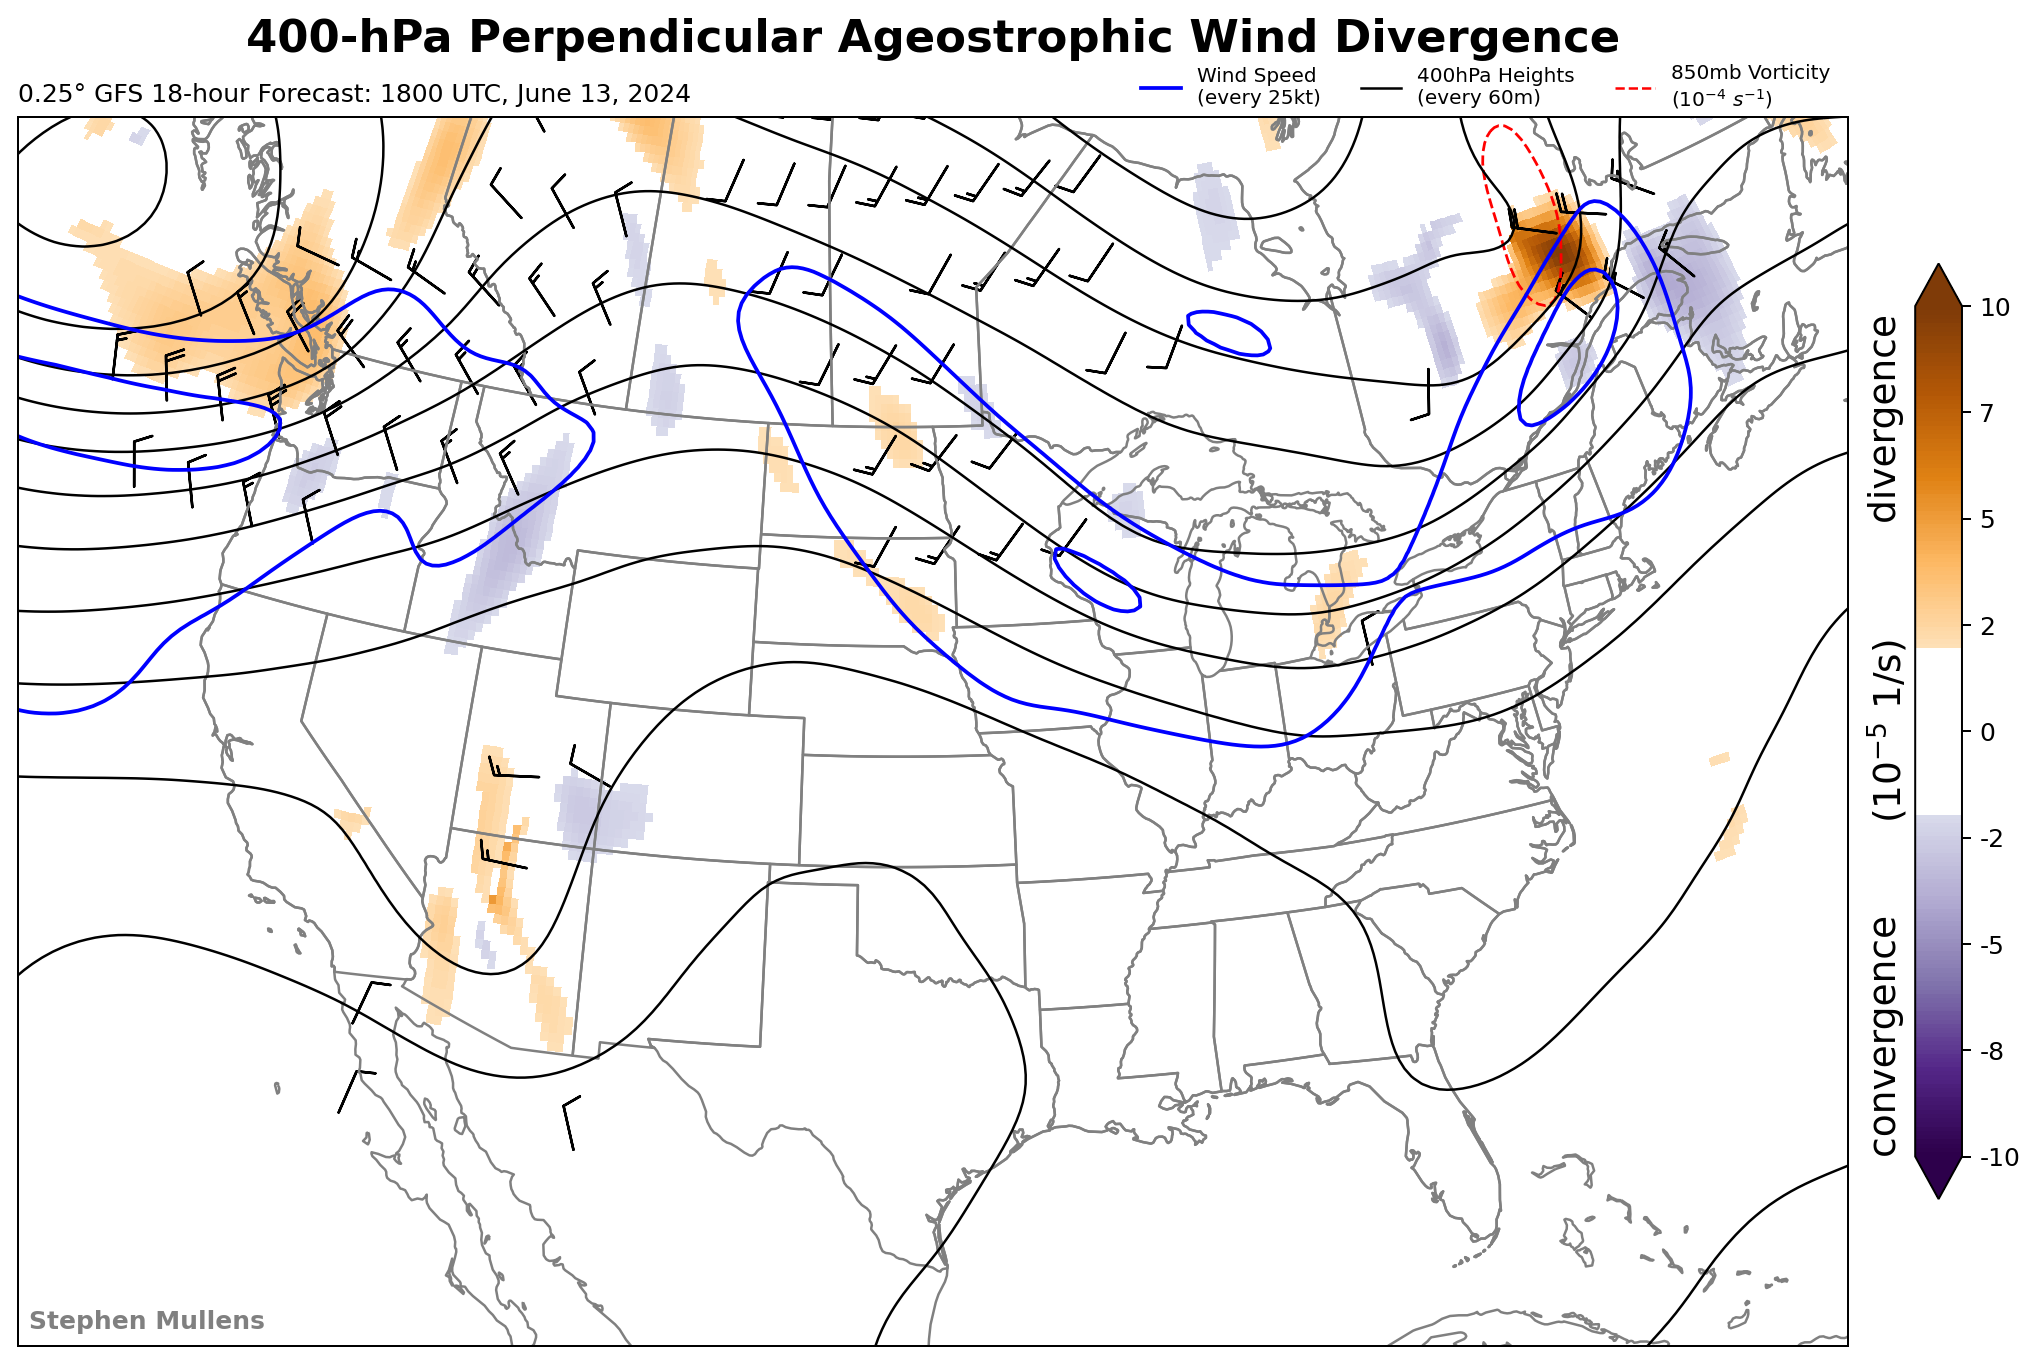 400-hPa Perpendicular Ageostrophic Wind Divergence
0.25° GFS 18-hour Forecast: 1800 UTC, June 13, 2024
Wind Speed
(every 25kt)
400hPa Heights
(every 60m)
850mb Vorticity
(10⁻⁴ s⁻¹)
10
7
5
2
0
-2
-5
-8
-10
convergence (10⁻⁵ 1/s) divergence
Stephen Mullens